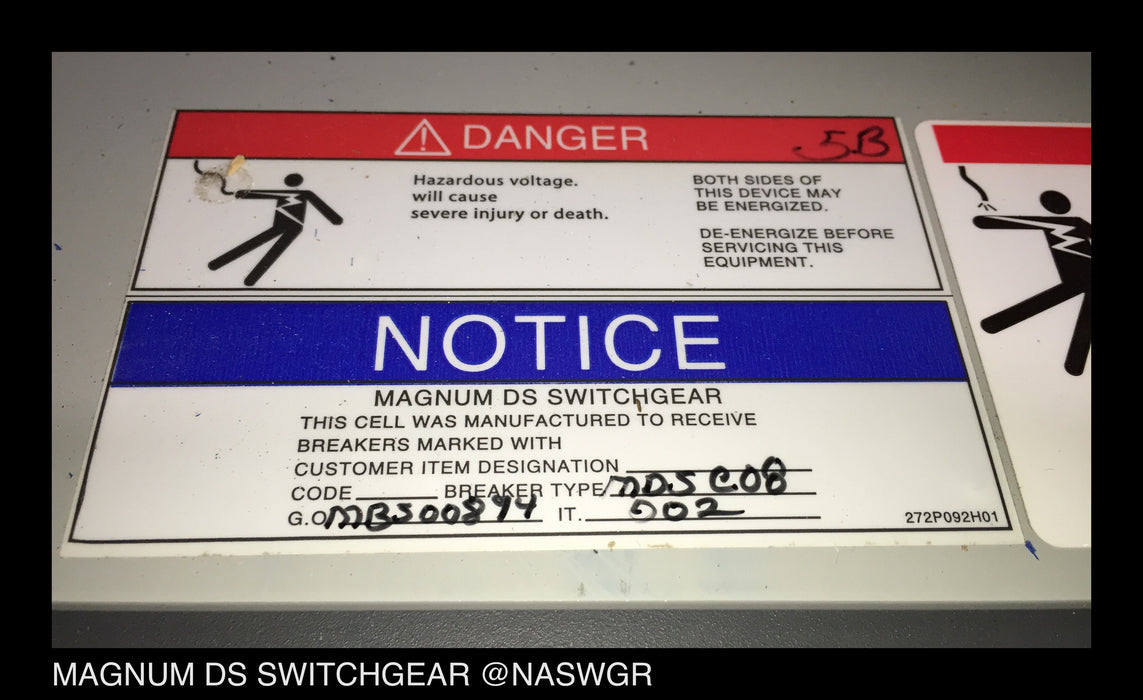 DANGER 5B
Hazardous voltage.
will cause
severe injury or death.
BOTH SIDES OF
THIS DEVICE MAY
BE ENERGIZED.
DE-ENERGIZE BEFORE
SERVICING THIS
EQUIPMENT.
NOTICE
MAGNUM DS SWITCHGEAR
THIS CELL WAS MANUFACTURED TO RECEIVE
BREAKERS MARKED WITH
CUSTOMER ITEM DESIGNATION
CODE BREAKER TYPE MDS C08
G.O. MBS00894 IT. 002
272P092H01
MAGNUM DS SWITCHGEAR @NASWGR